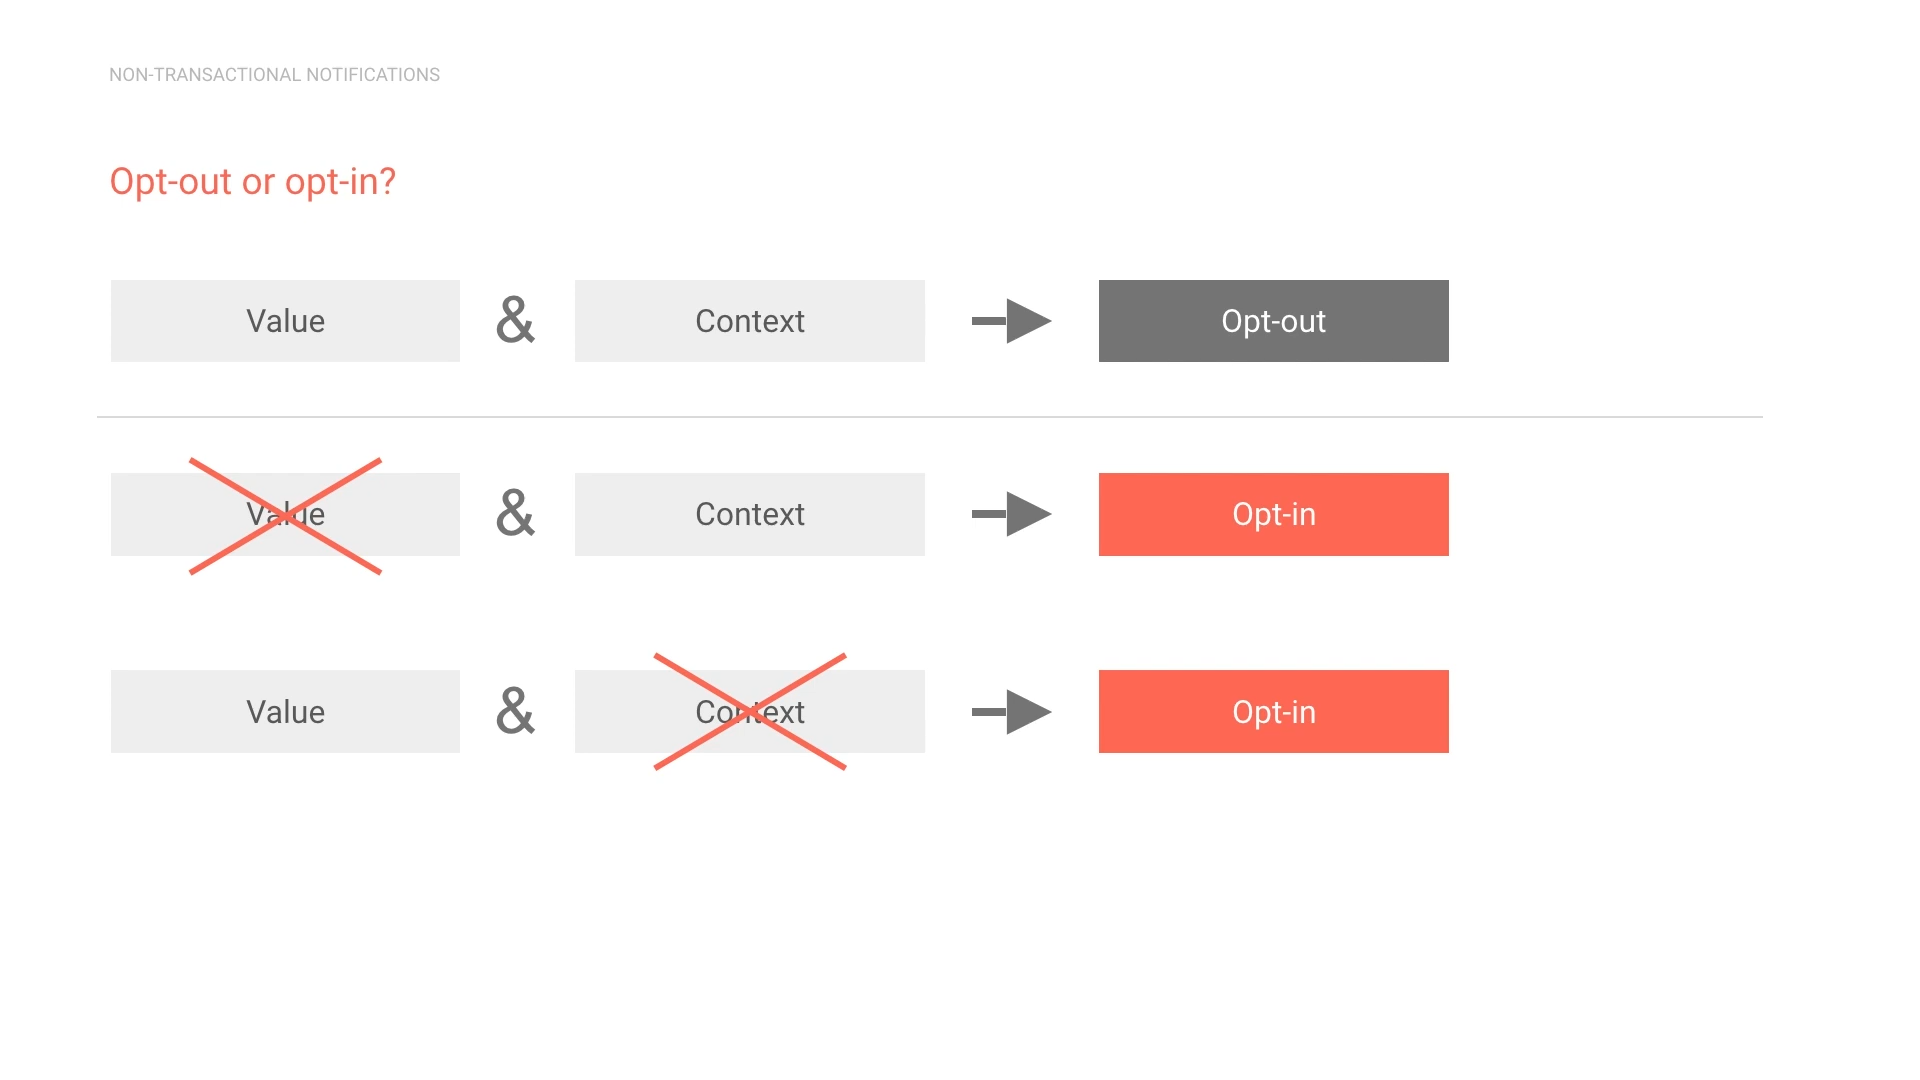 NON-TRANSACTIONAL NOTIFICATIONS
Opt-out or opt-in?
Value & Context Opt-out
Value & Context Opt-in
Value & Context Opt-in